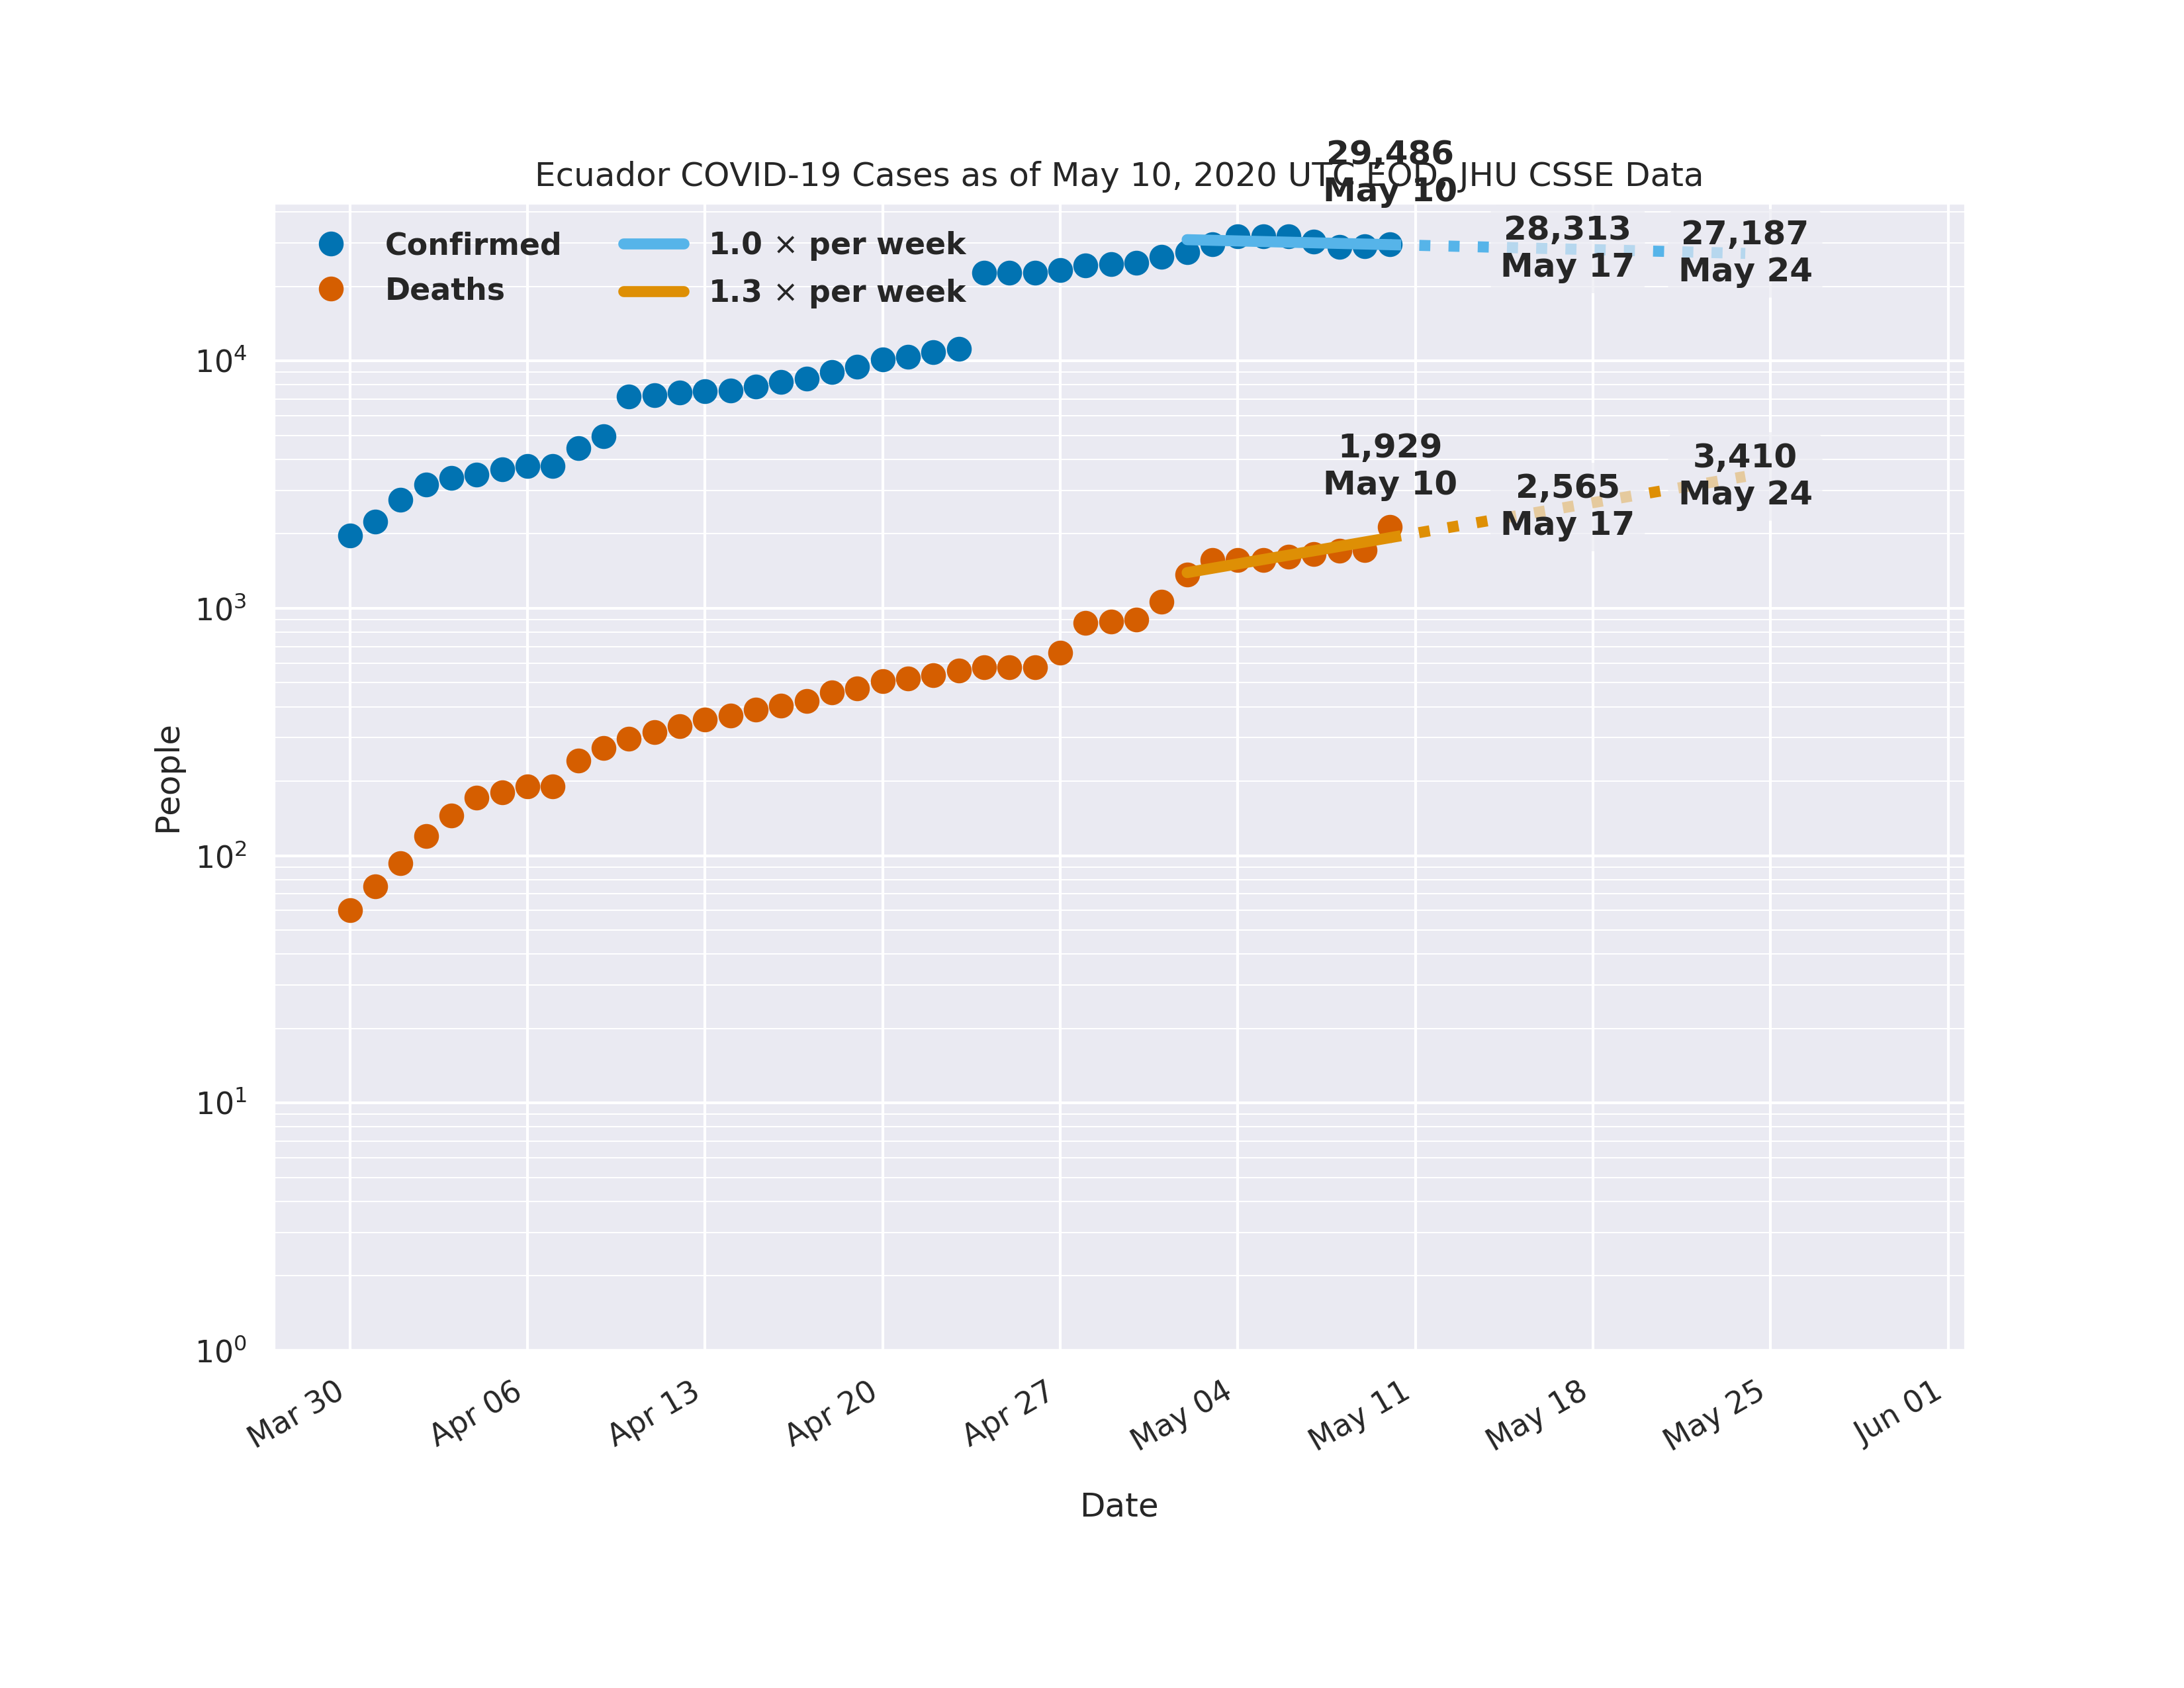 29,486
May 10
Ecuador COVID-19 Cases as of May 10, 2020 UTC EOD, JHU CSSE Data
Confirmed
Deaths
1.0 × per week
1.3 × per week
28,313
May 17
27,187
May 24
1,929
May 10
2,565
May 17
3,410
May 24
People
10⁴
10³
10²
10¹
10⁰
Mar 30
Apr 06
Apr 13
Apr 20
Apr 27
May 04
May 11
May 18
May 25
Jun 01
Date